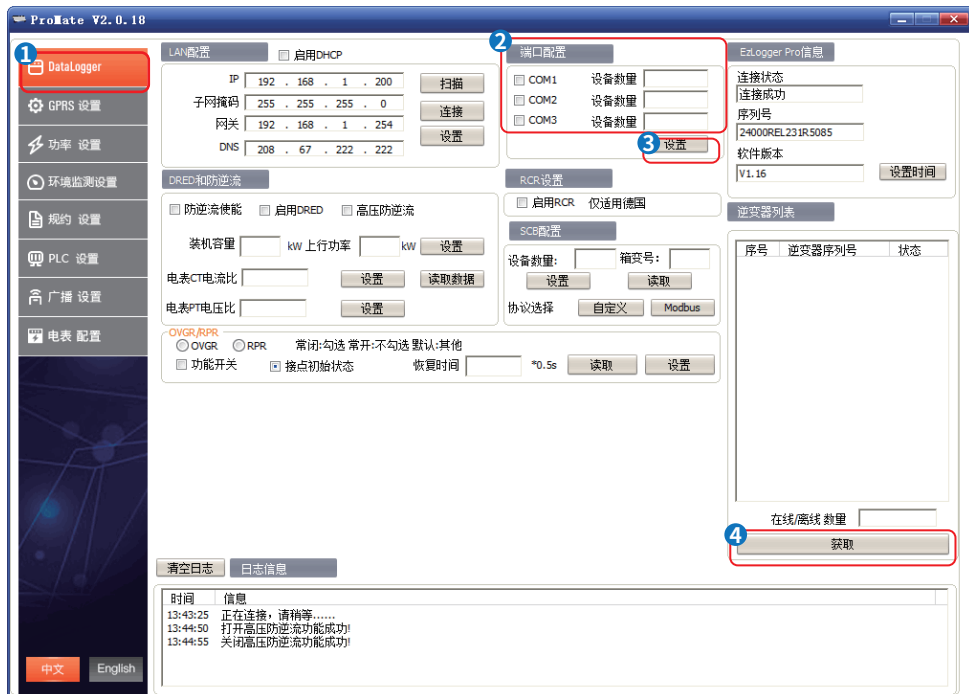 ProMate V2.0.18
1
DataLogger
GPRS 设置
功率 设置
环境监测设置
规约 设置
PLC 设置
广播 设置
电表 配置
中文
English
LAN配置
启用DHCP
IP 192 . 168 . 1 . 200 扫描
子网掩码 255 . 255 . 255 . 0 连接
网关 192 . 168 . 1 . 254
设置
DNS 208 . 67 . 222 . 222
2
端口配置
COM1 设备数量
COM2 设备数量
COM3 设备数量
3
设置
EzLogger Pro信息
连接状态
连接成功
序列号
24000REL231R5085
软件版本
V1.16 设置时间
DRED和防逆流
防逆流使能 启用DRED 高压防逆流
装机容量 kW 上行功率 kW 设置
电表CT电流比 设置 读取数据
电表PT电压比 设置
RCR设置
启用RCR 仅适用德国
SCB配置
设备数量: 箱变号:
设置 读取
协议选择 自定义 Modbus
OVGR/RPR
OVGR RPR 常闭:勾选 常开:不勾选 默认:其他
功能开关 接点初始状态 恢复时间 *0.5s 读取 设置
逆变器列表
序号 逆变器序列号 状态
在线/离线 数量
4
获取
清空日志 日志信息
时间 信息
13:43:25 正在连接，请稍等......
13:44:50 打开高压防逆流功能成功!
13:44:55 关闭高压防逆流功能成功!